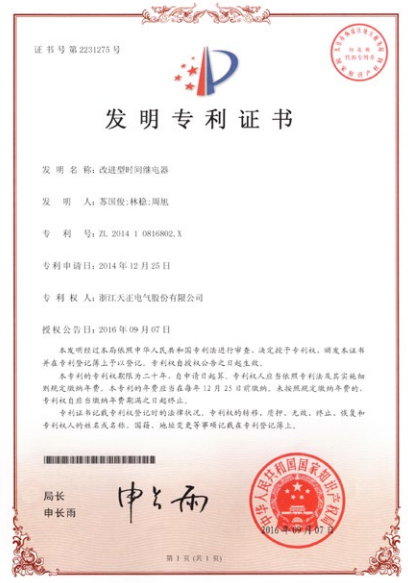 证书号第2231275号
发明专利证书
发 明 名 称：改进型时间继电器
发 明 人：苏国俊;林稳;周旭
专 利 号：ZL 2014 1 0816802.X
专利申请日：2014年12月25日
专 利 权 人：浙江天正电气股份有限公司
授权公告日：2016年09月07日
本发明经过本局依照中华人民共和国专利法进行审查，决定授予专利权，颁发本证书
并在专利登记簿上予以登记。专利权自授权公告之日起生效。
本专利的专利权期限为二十年，自申请日起算。专利权人应当依照专利法及其实施细
则规定缴纳年费。本专利的年费应当在每年12月25日前缴纳。未按照规定缴纳年费的，
专利权自应当缴纳年费期满之日起终止。
专利证书记载专利权登记时的法律状况。专利权的转移、质押、无效、终止、恢复和
专利权人的姓名或名称、国籍、地址变更等事项记载在专利登记簿上。
局长
申长雨
申长雨
中华人民共和国国家知识产权局
2016年09月07日
第1页(共1页)